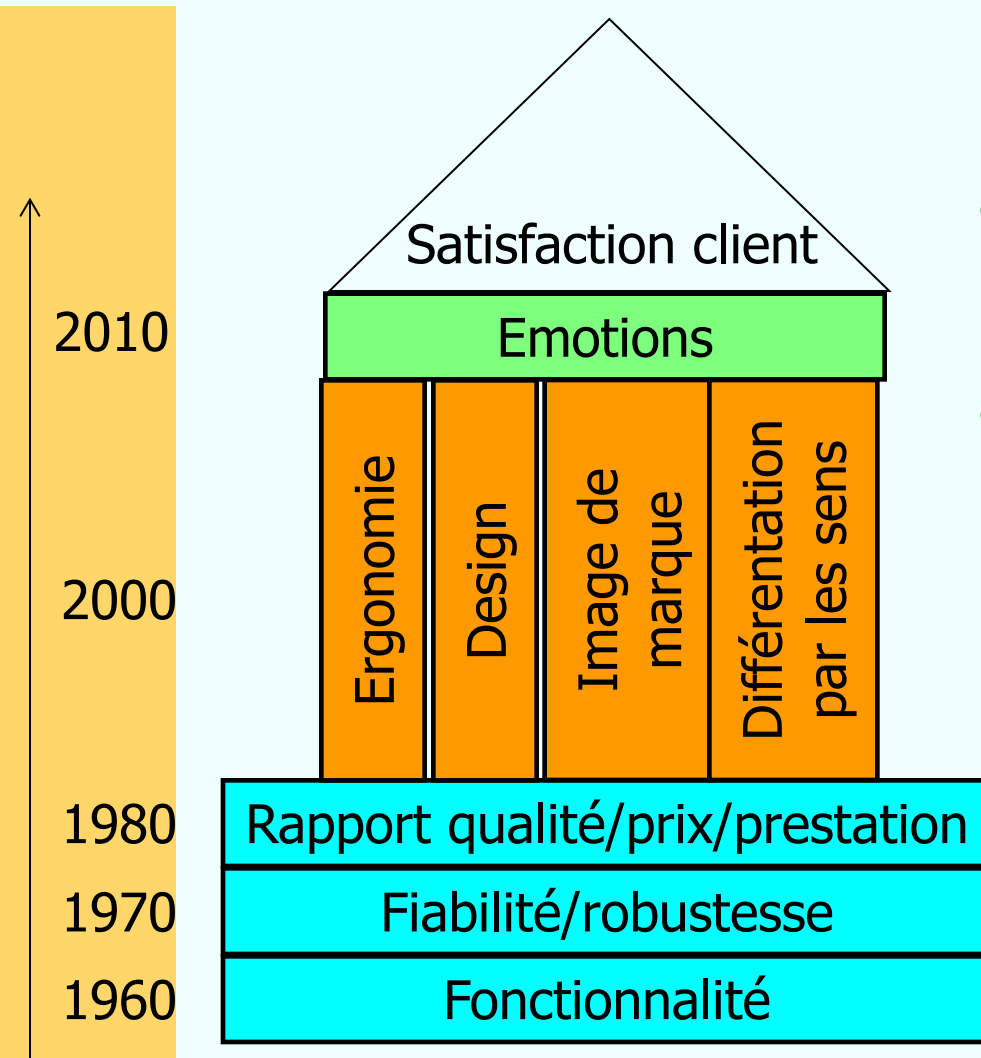 Satisfaction client
2010
Emotions
2000
Ergonomie
Design
Image de
marque
Différentation
par les sens
1980
Rapport qualité/prix/prestation
1970
Fiabilité/robustesse
1960
Fonctionnalité